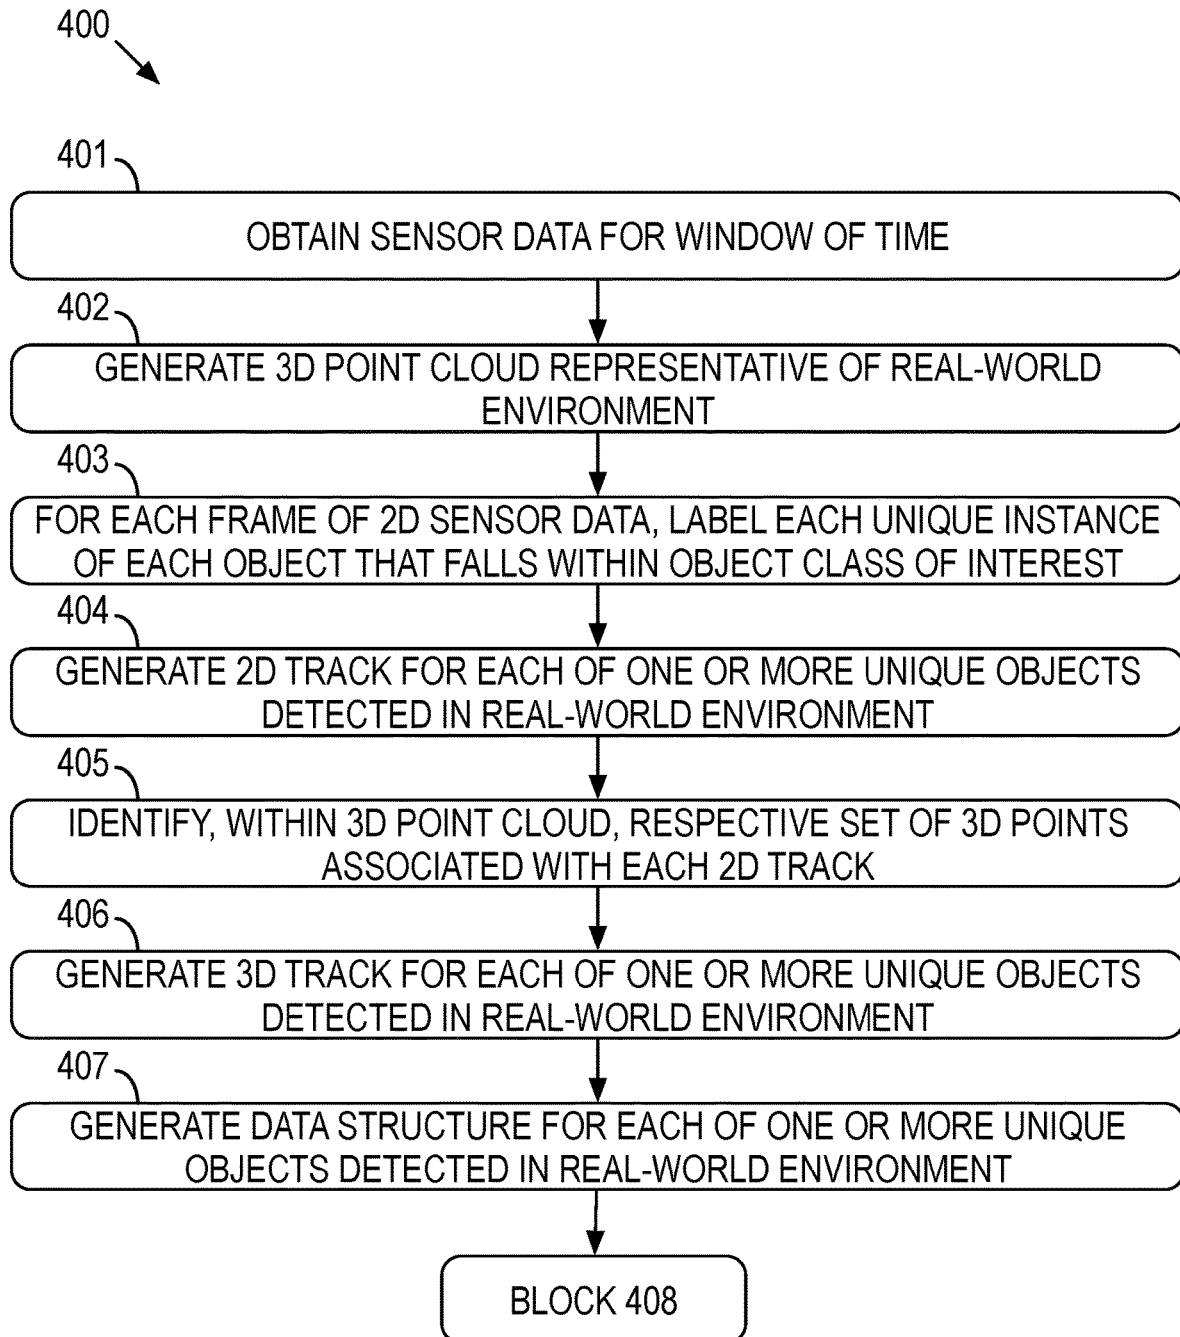 400
401
OBTAIN SENSOR DATA FOR WINDOW OF TIME
402
GENERATE 3D POINT CLOUD REPRESENTATIVE OF REAL-WORLD
ENVIRONMENT
403
FOR EACH FRAME OF 2D SENSOR DATA, LABEL EACH UNIQUE INSTANCE
OF EACH OBJECT THAT FALLS WITHIN OBJECT CLASS OF INTEREST
404
GENERATE 2D TRACK FOR EACH OF ONE OR MORE UNIQUE OBJECTS
DETECTED IN REAL-WORLD ENVIRONMENT
405
IDENTIFY, WITHIN 3D POINT CLOUD, RESPECTIVE SET OF 3D POINTS
ASSOCIATED WITH EACH 2D TRACK
406
GENERATE 3D TRACK FOR EACH OF ONE OR MORE UNIQUE OBJECTS
DETECTED IN REAL-WORLD ENVIRONMENT
407
GENERATE DATA STRUCTURE FOR EACH OF ONE OR MORE UNIQUE
OBJECTS DETECTED IN REAL-WORLD ENVIRONMENT
BLOCK 408